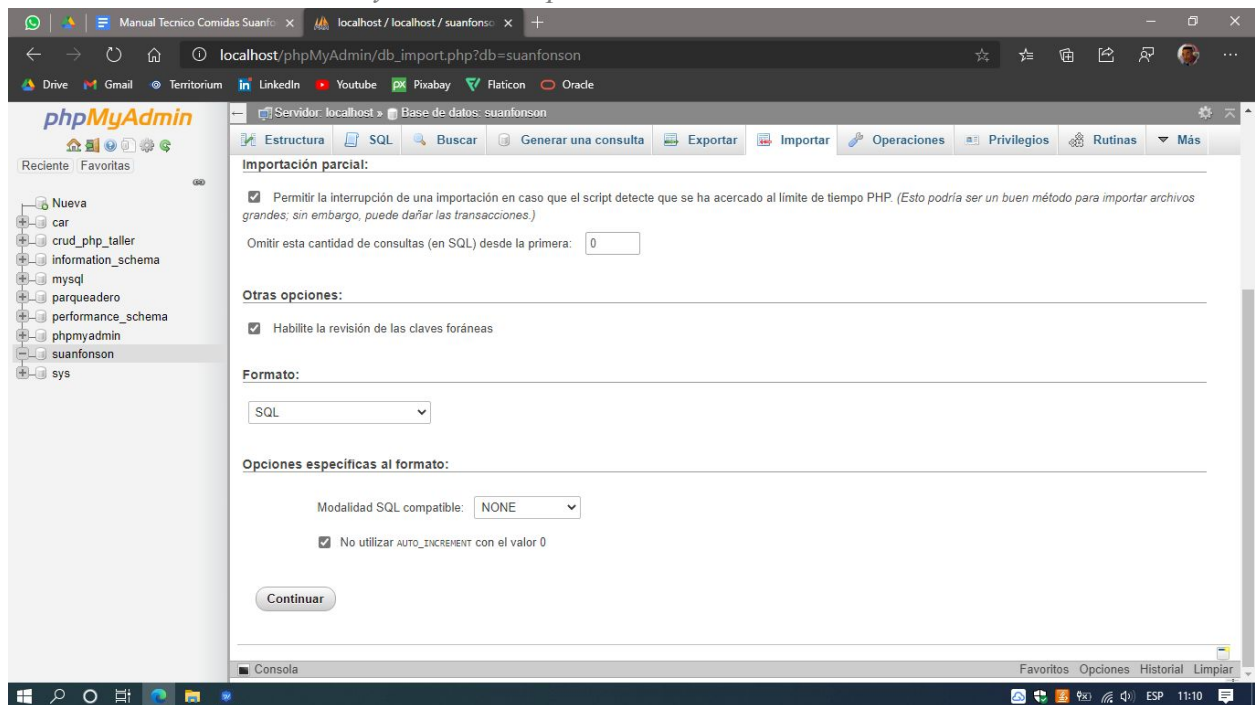 Manual Tecnico Comidas Suanfo
localhost / localhost / suanfonso
localhost/phpMyAdmin/db_import.php?db=suanfonson
Drive
Gmail
Territorium
LinkedIn
Youtube
Pixabay
Flaticon
Oracle
phpMyAdmin
Reciente
Favoritas
Nueva
car
crud_php_taller
information_schema
mysql
parqueadero
performance_schema
phpmyadmin
suanfonson
sys
Servidor: localhost » Base de datos: suanfonson
Estructura
SQL
Buscar
Generar una consulta
Exportar
Importar
Operaciones
Privilegios
Rutinas
Más
Importación parcial:
Permitir la interrupción de una importación en caso que el script detecte que se ha acercado al límite de tiempo PHP. (Esto podría ser un buen método para importar archivos
grandes; sin embargo, puede dañar las transacciones.)
Omitir esta cantidad de consultas (en SQL) desde la primera: 0
Otras opciones:
Habilite la revisión de las claves foráneas
Formato:
SQL
Opciones específicas al formato:
Modalidad SQL compatible: NONE
No utilizar AUTO_INCREMENT con el valor 0
Continuar
Consola
Favoritos
Opciones
Historial
Limpiar
ESP
11:10